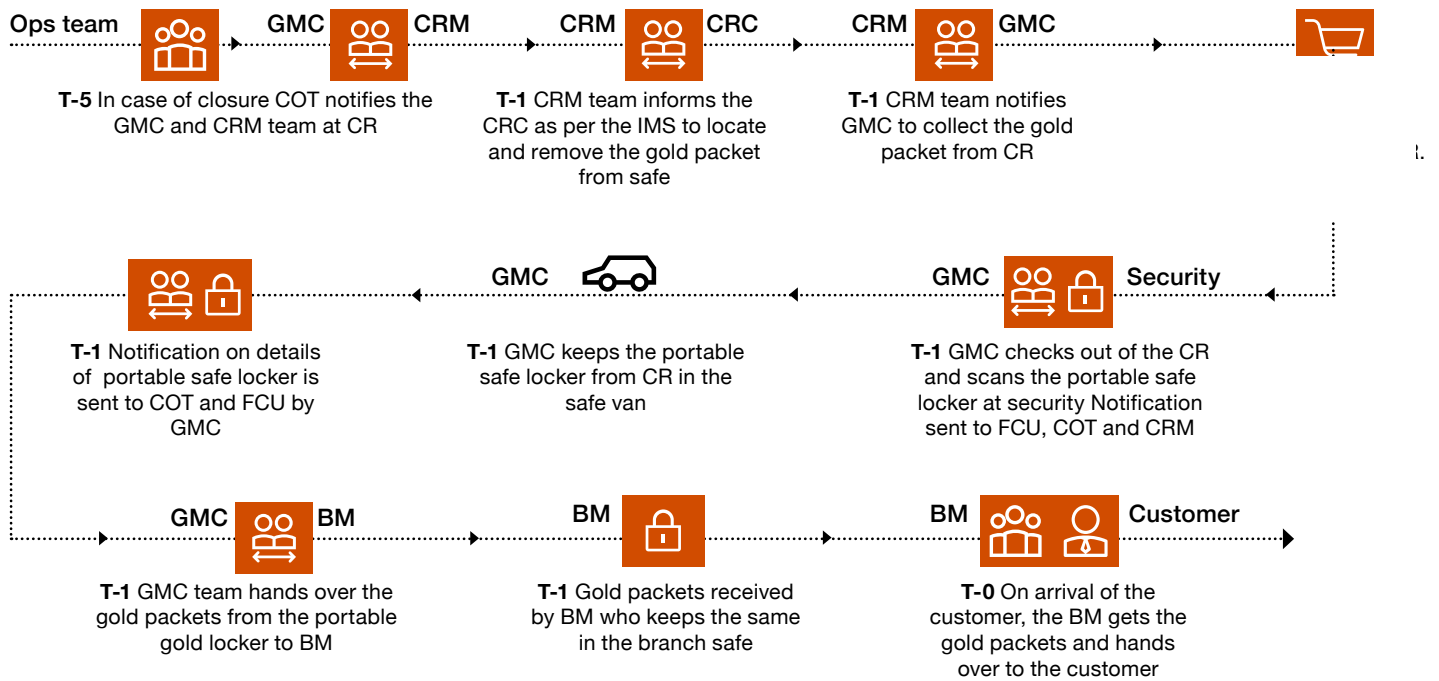 Ops team
GMC
CRM
CRM
CRC
CRM
GMC
T-5 In case of closure COT notifies the
GMC and CRM team at CR
T-1 CRM team informs the
CRC as per the IMS to locate
and remove the gold packet
from safe
T-1 CRM team notifies
GMC to collect the gold
packet from CR
GMC
Security
GMC
T-1 Notification on details
of portable safe locker is
sent to COT and FCU by
GMC
T-1 GMC keeps the portable
safe locker from CR in the
safe van
T-1 GMC checks out of the CR
and scans the portable safe
locker at security Notification
sent to FCU, COT and CRM
GMC
BM
BM
BM
Customer
T-1 GMC team hands over the
gold packets from the portable
gold locker to BM
T-1 Gold packets received
by BM who keeps the same
in the branch safe
T-0 On arrival of the
customer, the BM gets the
gold packets and hands
over to the customer